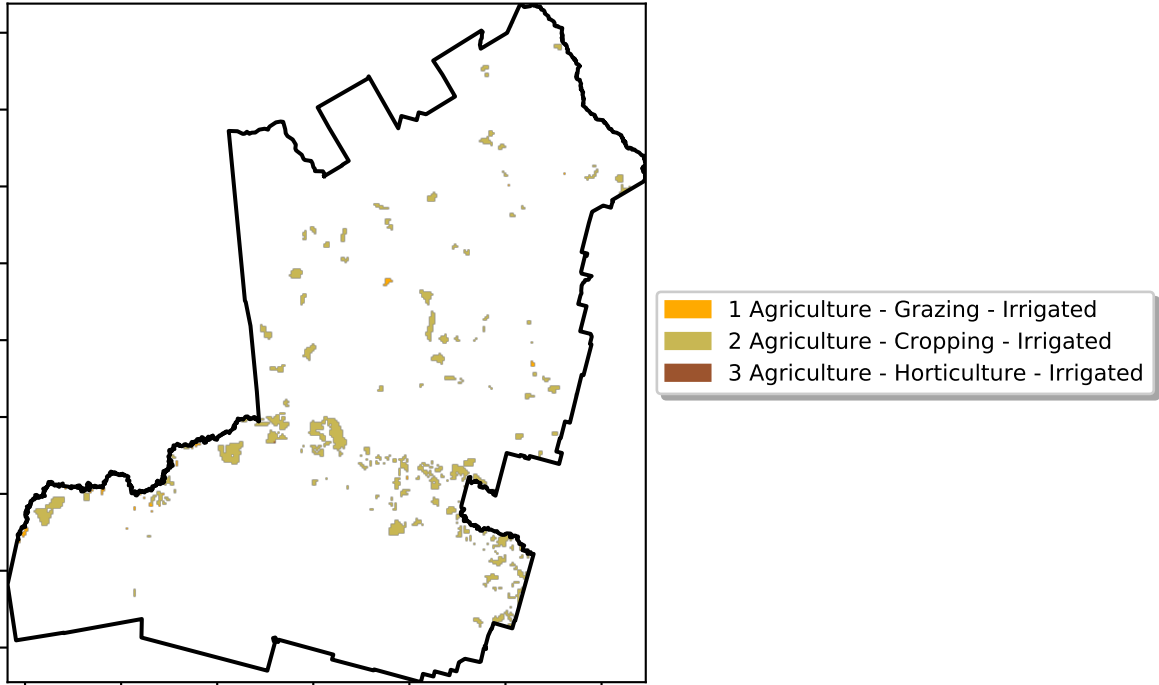 1 Agriculture - Grazing - Irrigated
2 Agriculture - Cropping - Irrigated
3 Agriculture - Horticulture - Irrigated